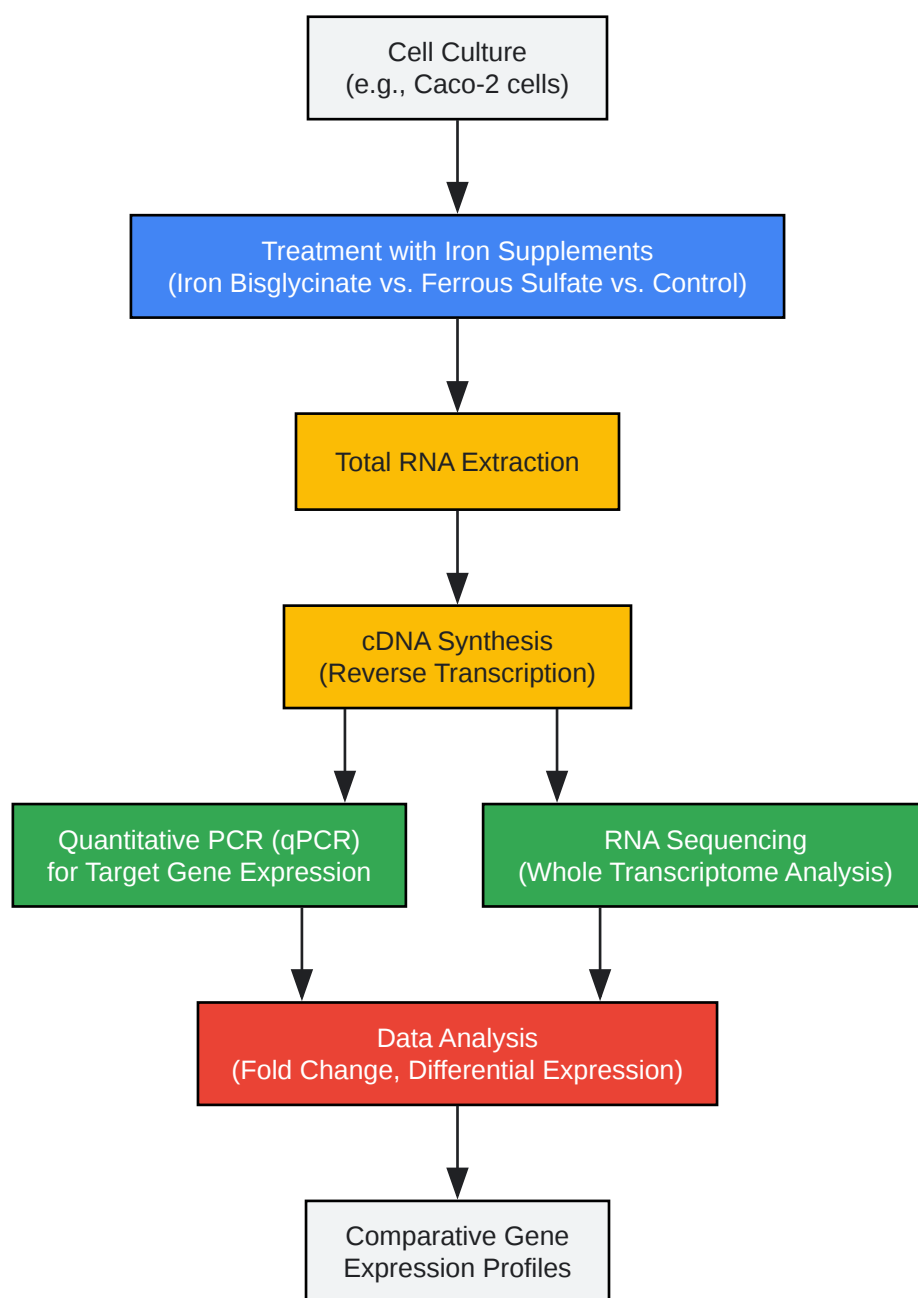 Cell Culture
(e.g., Caco-2 cells)
Treatment with Iron Supplements
(Iron Bisglycinate vs. Ferrous Sulfate vs. Control)
Total RNA Extraction
cDNA Synthesis
(Reverse Transcription)
Quantitative PCR (qPCR)
for Target Gene Expression
RNA Sequencing
(Whole Transcriptome Analysis)
Data Analysis
(Fold Change, Differential Expression)
Comparative Gene
Expression Profiles